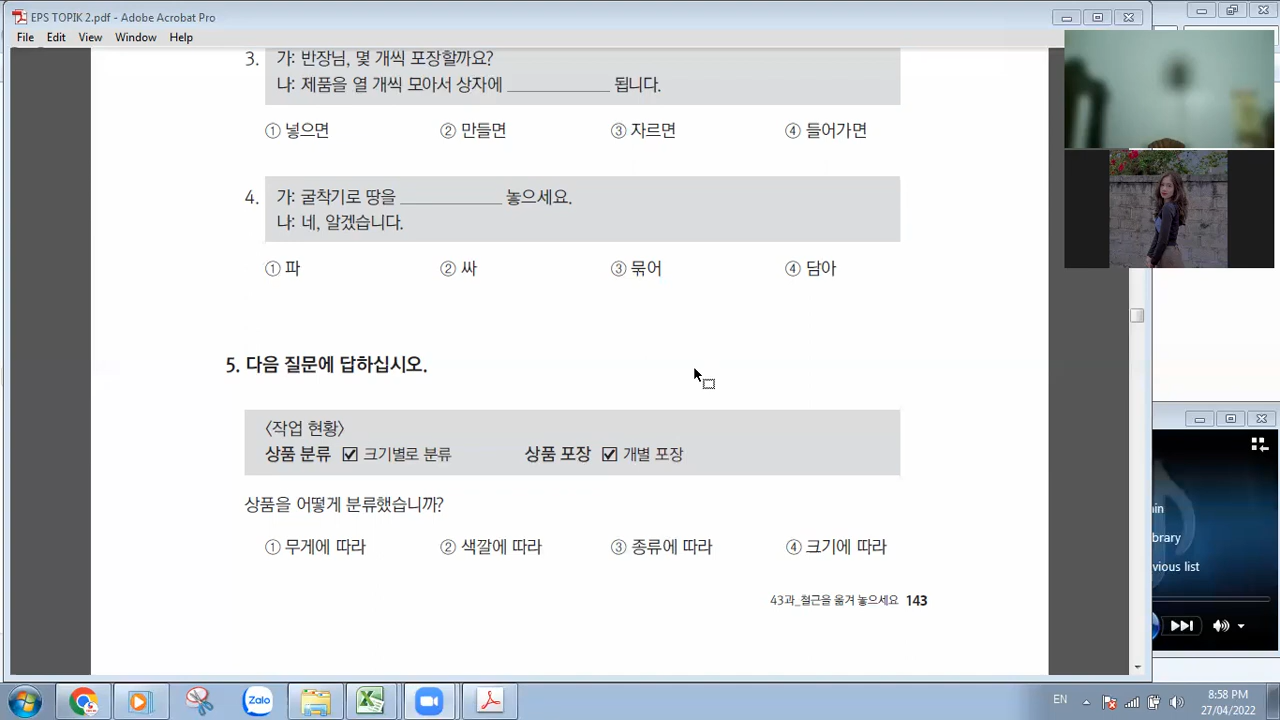 EPS TOPIK 2.pdf - Adobe Acrobat Pro
File Edit View Window Help
3. 가: 반장님, 몇 개씩 포장할까요?
나: 제품을 열 개씩 모아서 상자에 ____________ 됩니다.
① 넣으면 ② 만들면 ③ 자르면 ④ 들어가면
4. 가: 굴착기로 땅을 ____________ 놓으세요.
나: 네, 알겠습니다.
① 파 ② 싸 ③ 묶어 ④ 담아
5. 다음 질문에 답하십시오.
〈작업 현황〉
상품 분류 ☑ 크기별로 분류 상품 포장 ☑ 개별 포장
상품을 어떻게 분류했습니까?
① 무게에 따라 ② 색깔에 따라 ③ 종류에 따라 ④ 크기에 따라
43과_철근을 옮겨 놓으세요 143
vious list
Zalo
EN
8:58 PM
27/04/2022